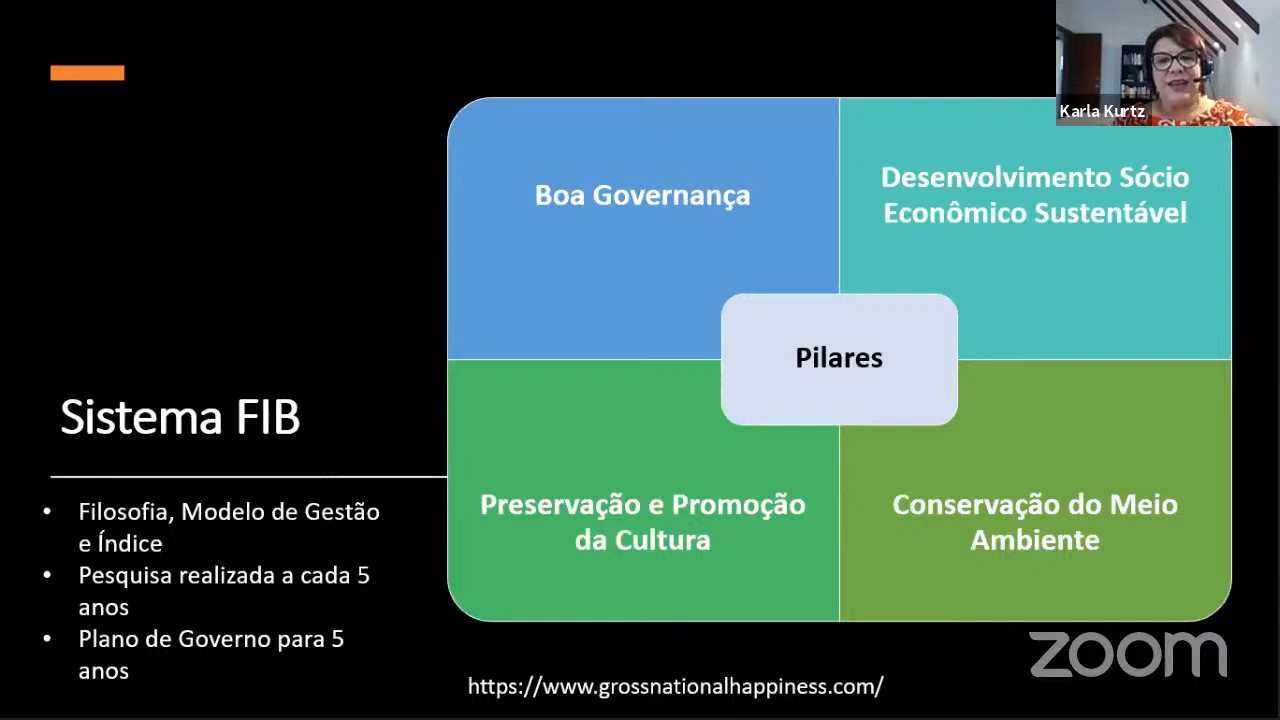 Karla Kurtz
Boa Governança
Desenvolvimento Sócio
Econômico Sustentável
Pilares
Preservação e Promoção
da Cultura
Conservação do Meio
Ambiente
Sistema FIB
• Filosofia, Modelo de Gestão
e Índice
• Pesquisa realizada a cada 5
anos
• Plano de Governo para 5
anos
https://www.grossnationalhappiness.com/
zoom